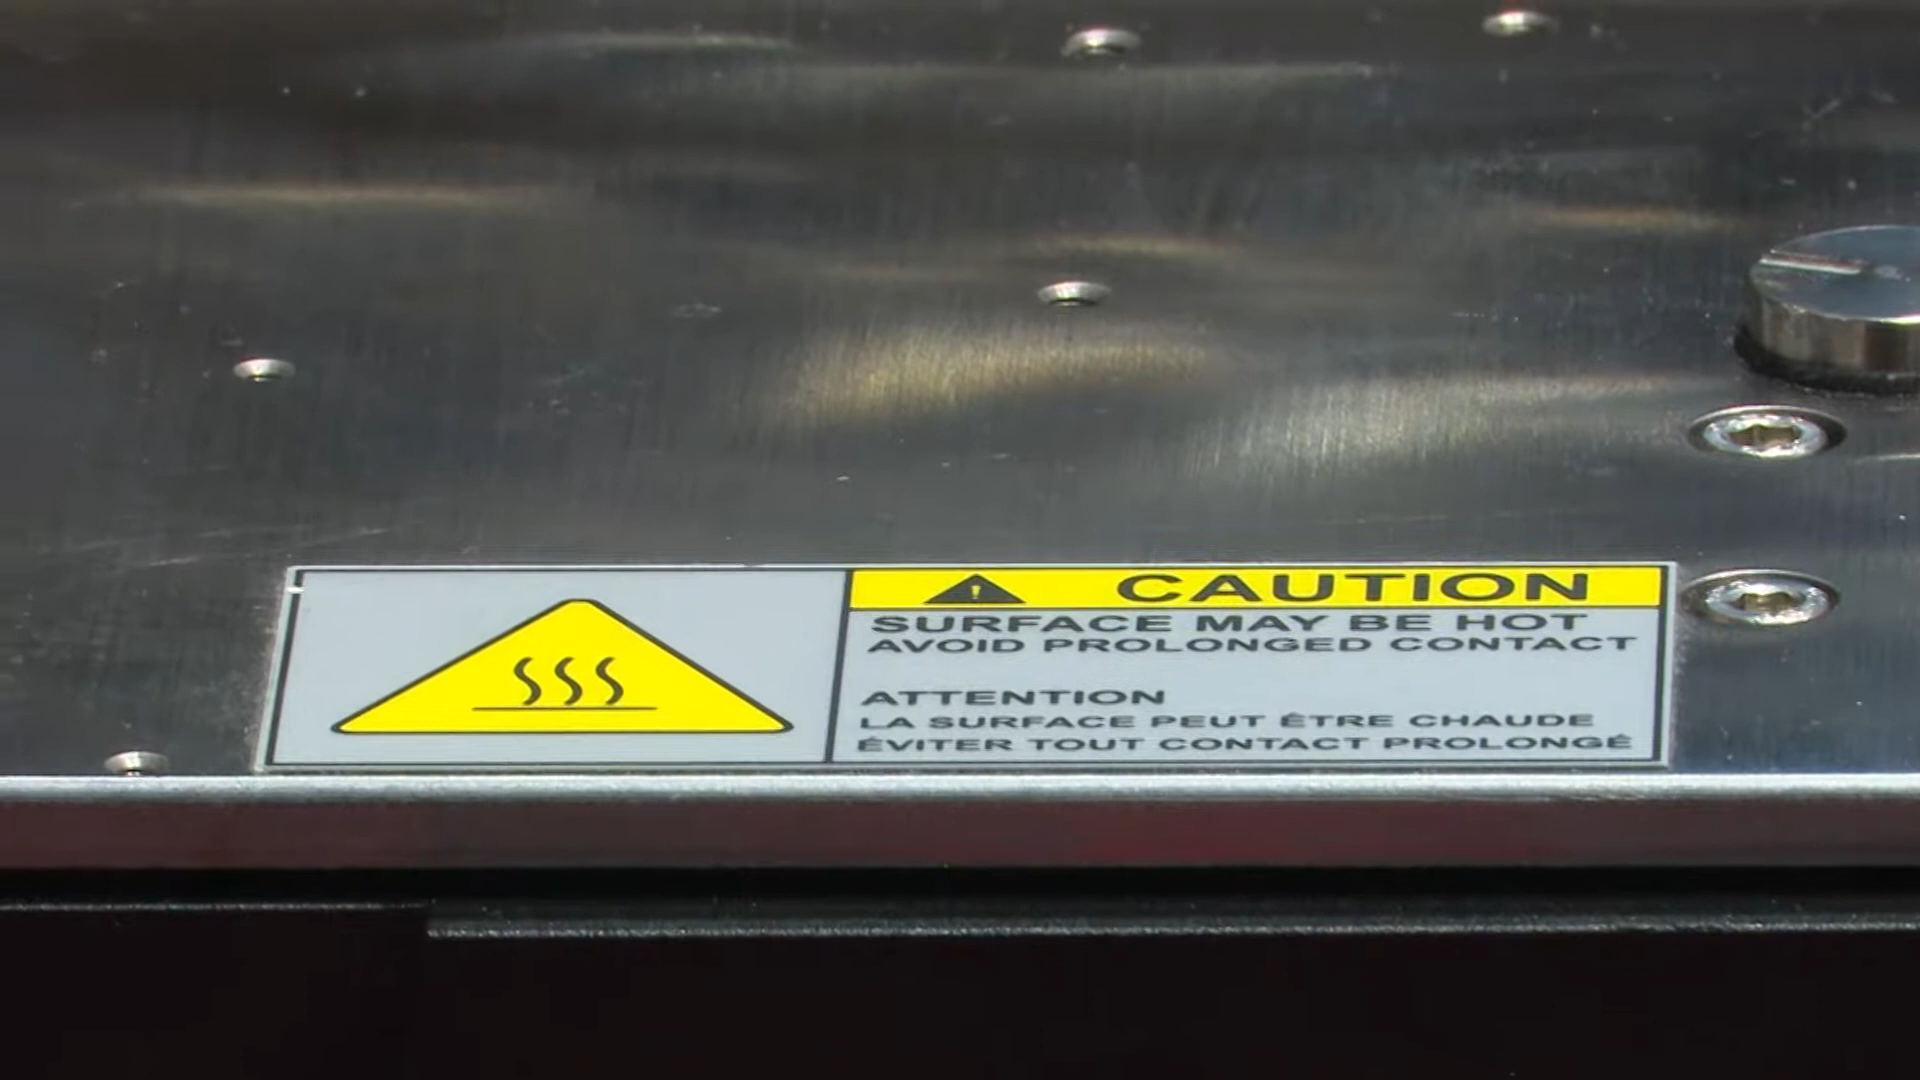 CAUTION
SURFACE MAY BE HOT
AVOID PROLONGED CONTACT
ATTENTION
LA SURFACE PEUT ÊTRE CHAUDE
ÉVITER TOUT CONTACT PROLONGÉ